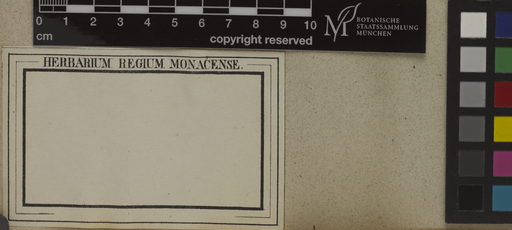 0 1 2 3 4 5 6 7 8 9 10
cm
copyright reserved
BOTANISCHE
STAATSSAMMLUNG
MÜNCHEN
HERBARIUM REGIUM MONACENSE.